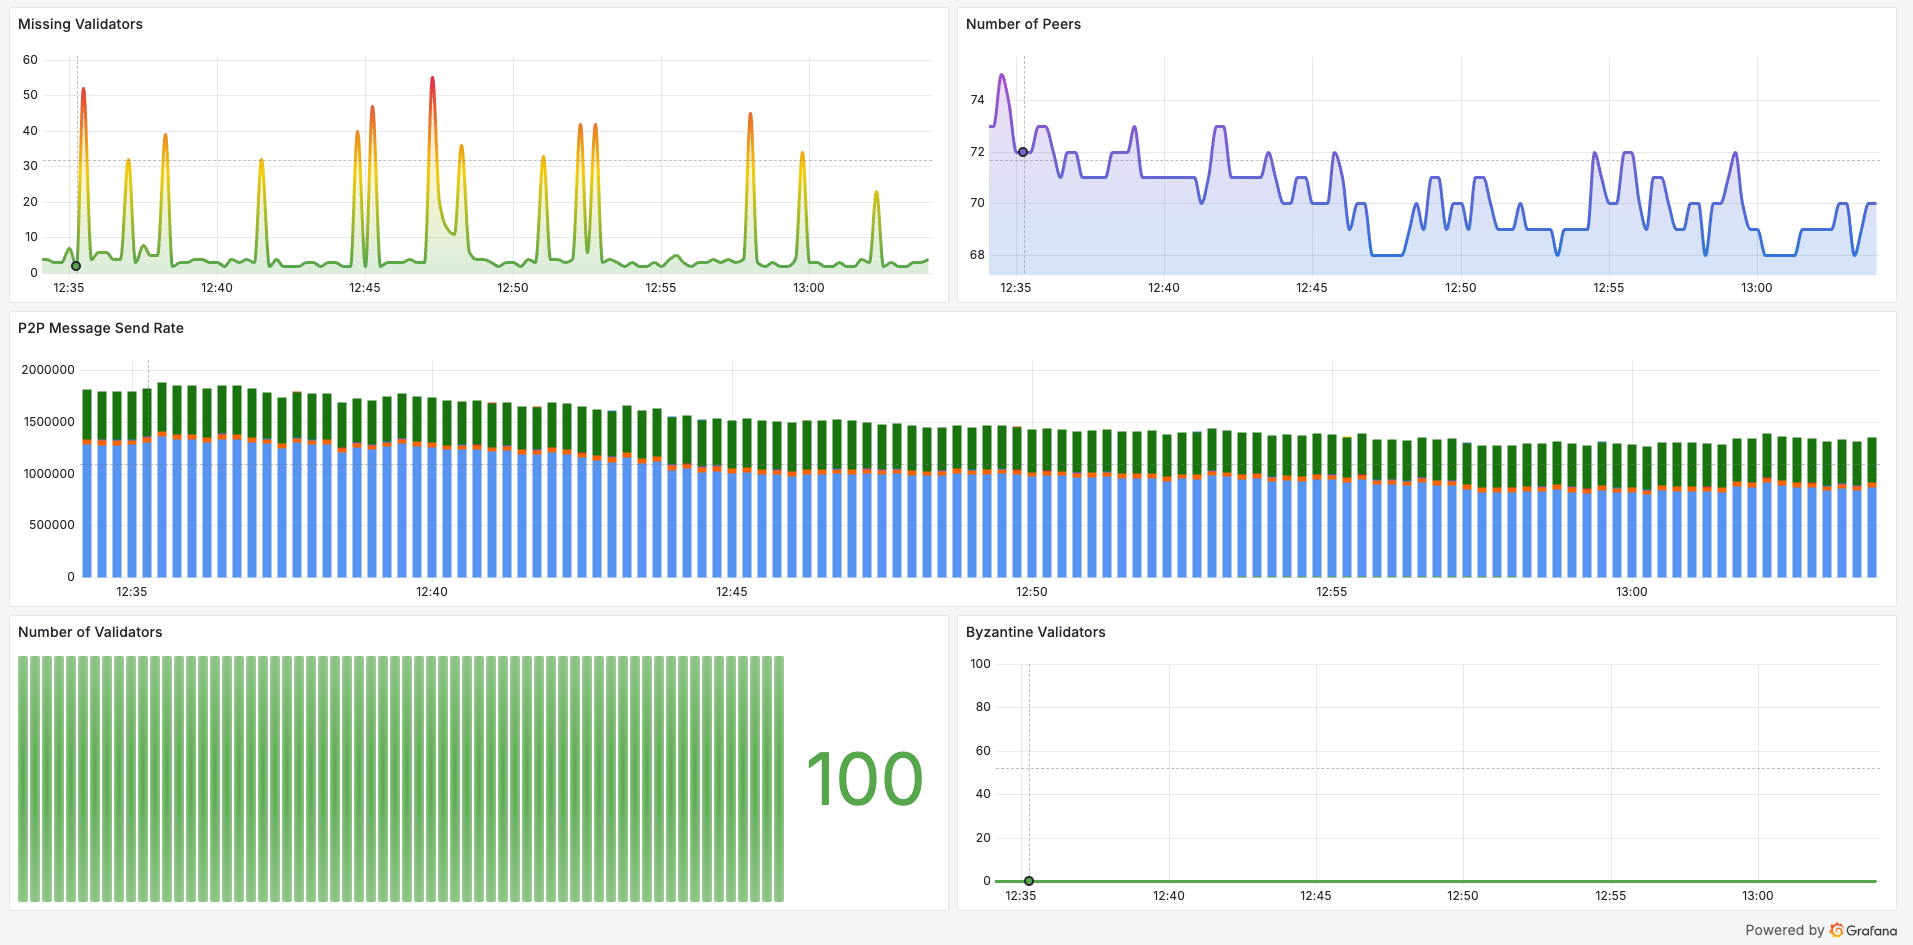 Missing Validators
60
50
40
30
20
10
0
12:35 12:40 12:45 12:50 12:55 13:00
Number of Peers
74
72
70
68
12:35 12:40 12:45 12:50 12:55 13:00
P2P Message Send Rate
2000000
1500000
1000000
500000
0
12:35 12:40 12:45 12:50 12:55 13:00
Number of Validators
100
Byzantine Validators
100
80
60
40
20
0
12:35 12:40 12:45 12:50 12:55 13:00
Powered by Grafana